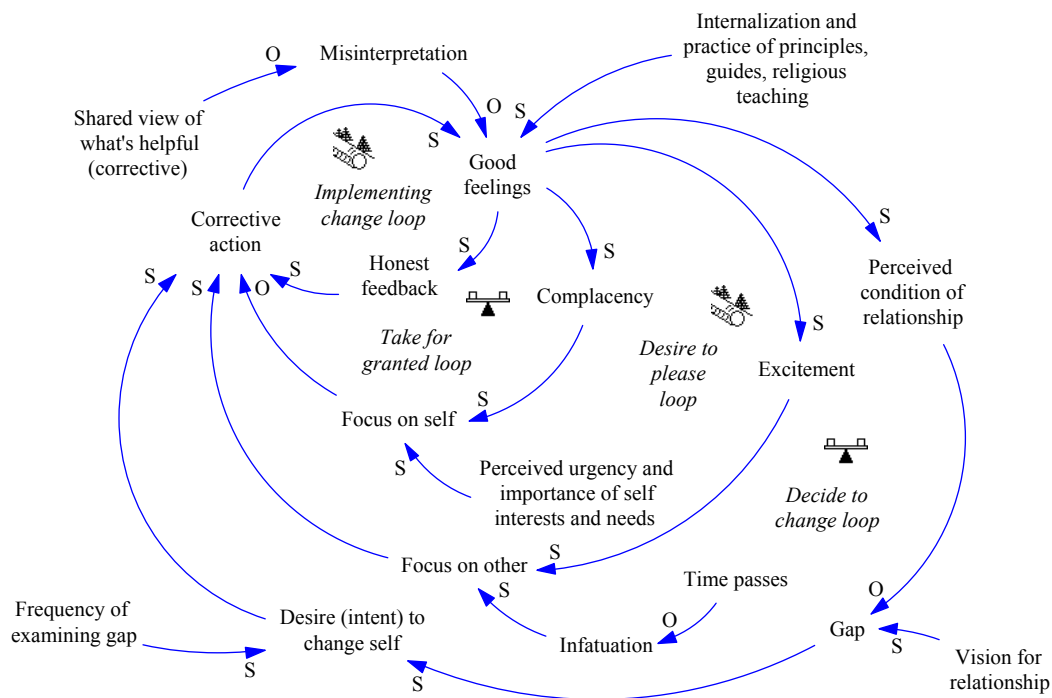 Internalization and
practice of principles,
guides, religious
teaching
Misinterpretation
O
Shared view of
what's helpful
(corrective)
O
S
S
Good
feelings
Implementing
change loop
Corrective
action
S
S
S
S
O
S
Honest
feedback
S
Complacency
Perceived
condition of
relationship
Take for
granted loop
Desire to
please
loop
S
Excitement
Focus on self
S
S
Perceived urgency and
importance of self
interests and needs
Decide to
change loop
Focus on other
S
S
Time passes
O
Infatuation
O
Gap
S
Vision for
relationship
Frequency of
examining gap
S
Desire (intent) to
change self
S